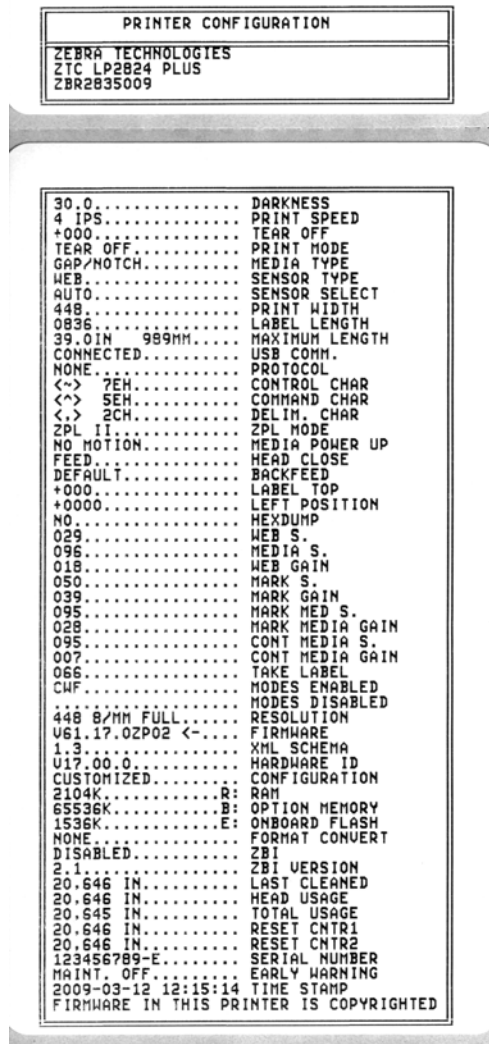 PRINTER CONFIGURATION
ZEBRA TECHNOLOGIES
ZTC LP2824 PLUS
ZBR2835009
30.0............... DARKNESS
4 IPS.............. PRINT SPEED
+000............... TEAR OFF
TEAR OFF........... PRINT MODE
GAP/NOTCH.......... MEDIA TYPE
WEB................ SENSOR TYPE
AUTO............... SENSOR SELECT
448................ PRINT WIDTH
0836............... LABEL LENGTH
39.0IN   989MM..... MAXIMUM LENGTH
CONNECTED.......... USB COMM.
NONE............... PROTOCOL
<~>  7EH........... CONTROL CHAR
<^>  5EH........... COMMAND CHAR
<,>  2CH........... DELIM. CHAR
ZPL II............. ZPL MODE
NO MOTION.......... MEDIA POWER UP
FEED............... HEAD CLOSE
DEFAULT............ BACKFEED
+000............... LABEL TOP
+0000.............. LEFT POSITION
NO................. HEXDUMP
029................ WEB S.
096................ MEDIA S.
018................ WEB GAIN
050................ MARK S.
039................ MARK GAIN
095................ MARK MED S.
028................ MARK MEDIA GAIN
095................ CONT MEDIA S.
007................ CONT MEDIA GAIN
066................ TAKE LABEL
CWF................ MODES ENABLED
................... MODES DISABLED
448 8/MM FULL...... RESOLUTION
V61.17.0ZP02 <-.... FIRMWARE
1.3................ XML SCHEMA
V17.00.0........... HARDWARE ID
CUSTOMIZED......... CONFIGURATION
2104K............R: RAM
65536K...........B: OPTION MEMORY
1536K............E: ONBOARD FLASH
NONE............... FORMAT CONVERT
DISABLED........... ZBI
2.1................ ZBI VERSION
20.646 IN.......... LAST CLEANED
20.646 IN.......... HEAD USAGE
20.645 IN.......... TOTAL USAGE
20.646 IN.......... RESET CNTR1
20.646 IN.......... RESET CNTR2
123456789-E........ SERIAL NUMBER
MAINT. OFF......... EARLY WARNING
2009-03-12 12:15:14 TIME STAMP
FIRMWARE IN THIS PRINTER IS COPYRIGHTED